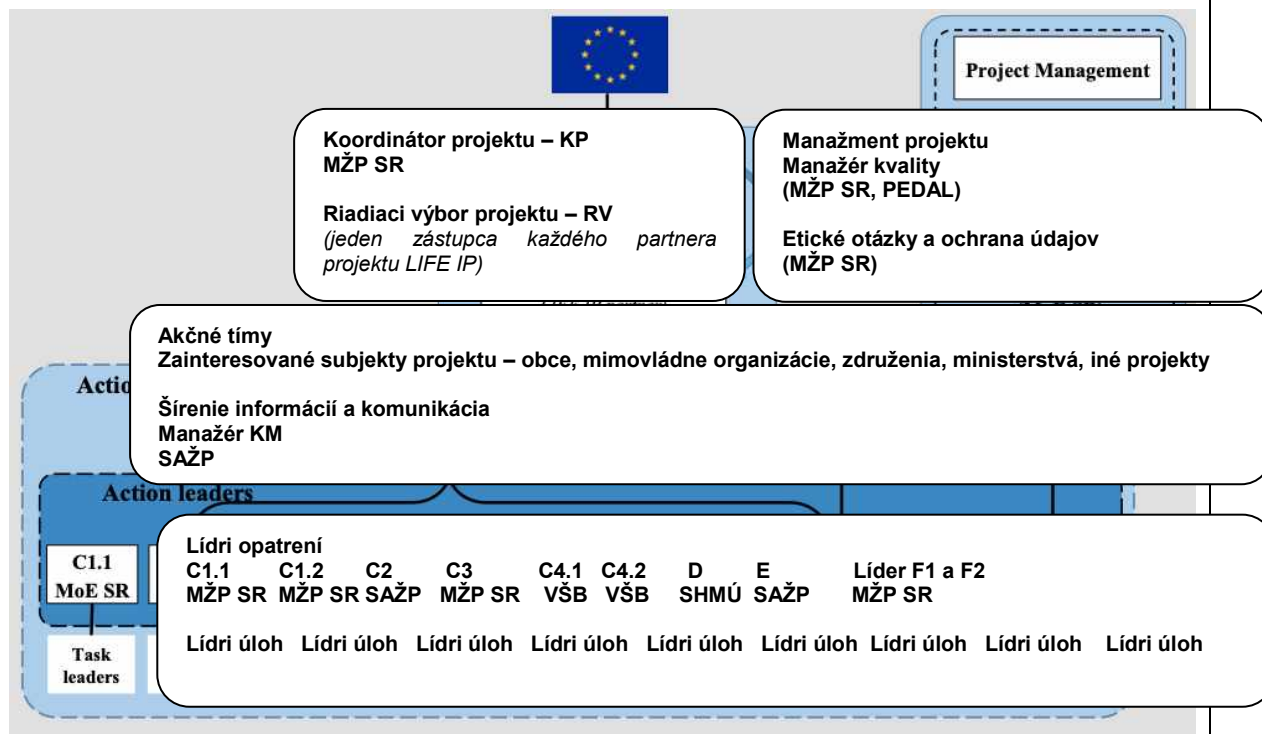 Project Management
Koordinátor projektu – KP
MŽP SR
Riadiaci výbor projektu – RV
(jeden zástupca každého partnera
projektu LIFE IP)
Manažment projektu
Manažér kvality
(MŽP SR, PEDAL)
Etické otázky a ochrana údajov
(MŽP SR)
Akčné tímy
Zainteresované subjekty projektu – obce, mimovládne organizácie, združenia, ministerstvá, iné projekty
Šírenie informácií a komunikácia
Manažér KM
SAŽP
Action leaders
C1.1
MoE SR
Task
leaders
Lídri opatrení
C1.1 C1.2 C2 C3 C4.1 C4.2 D E Líder F1 a F2
MŽP SR MŽP SR SAŽP MŽP SR VŠB VŠB SHMÚ SAŽP MŽP SR
Lídri úloh Lídri úloh Lídri úloh Lídri úloh Lídri úloh Lídri úloh Lídri úloh Lídri úloh Lídri úloh